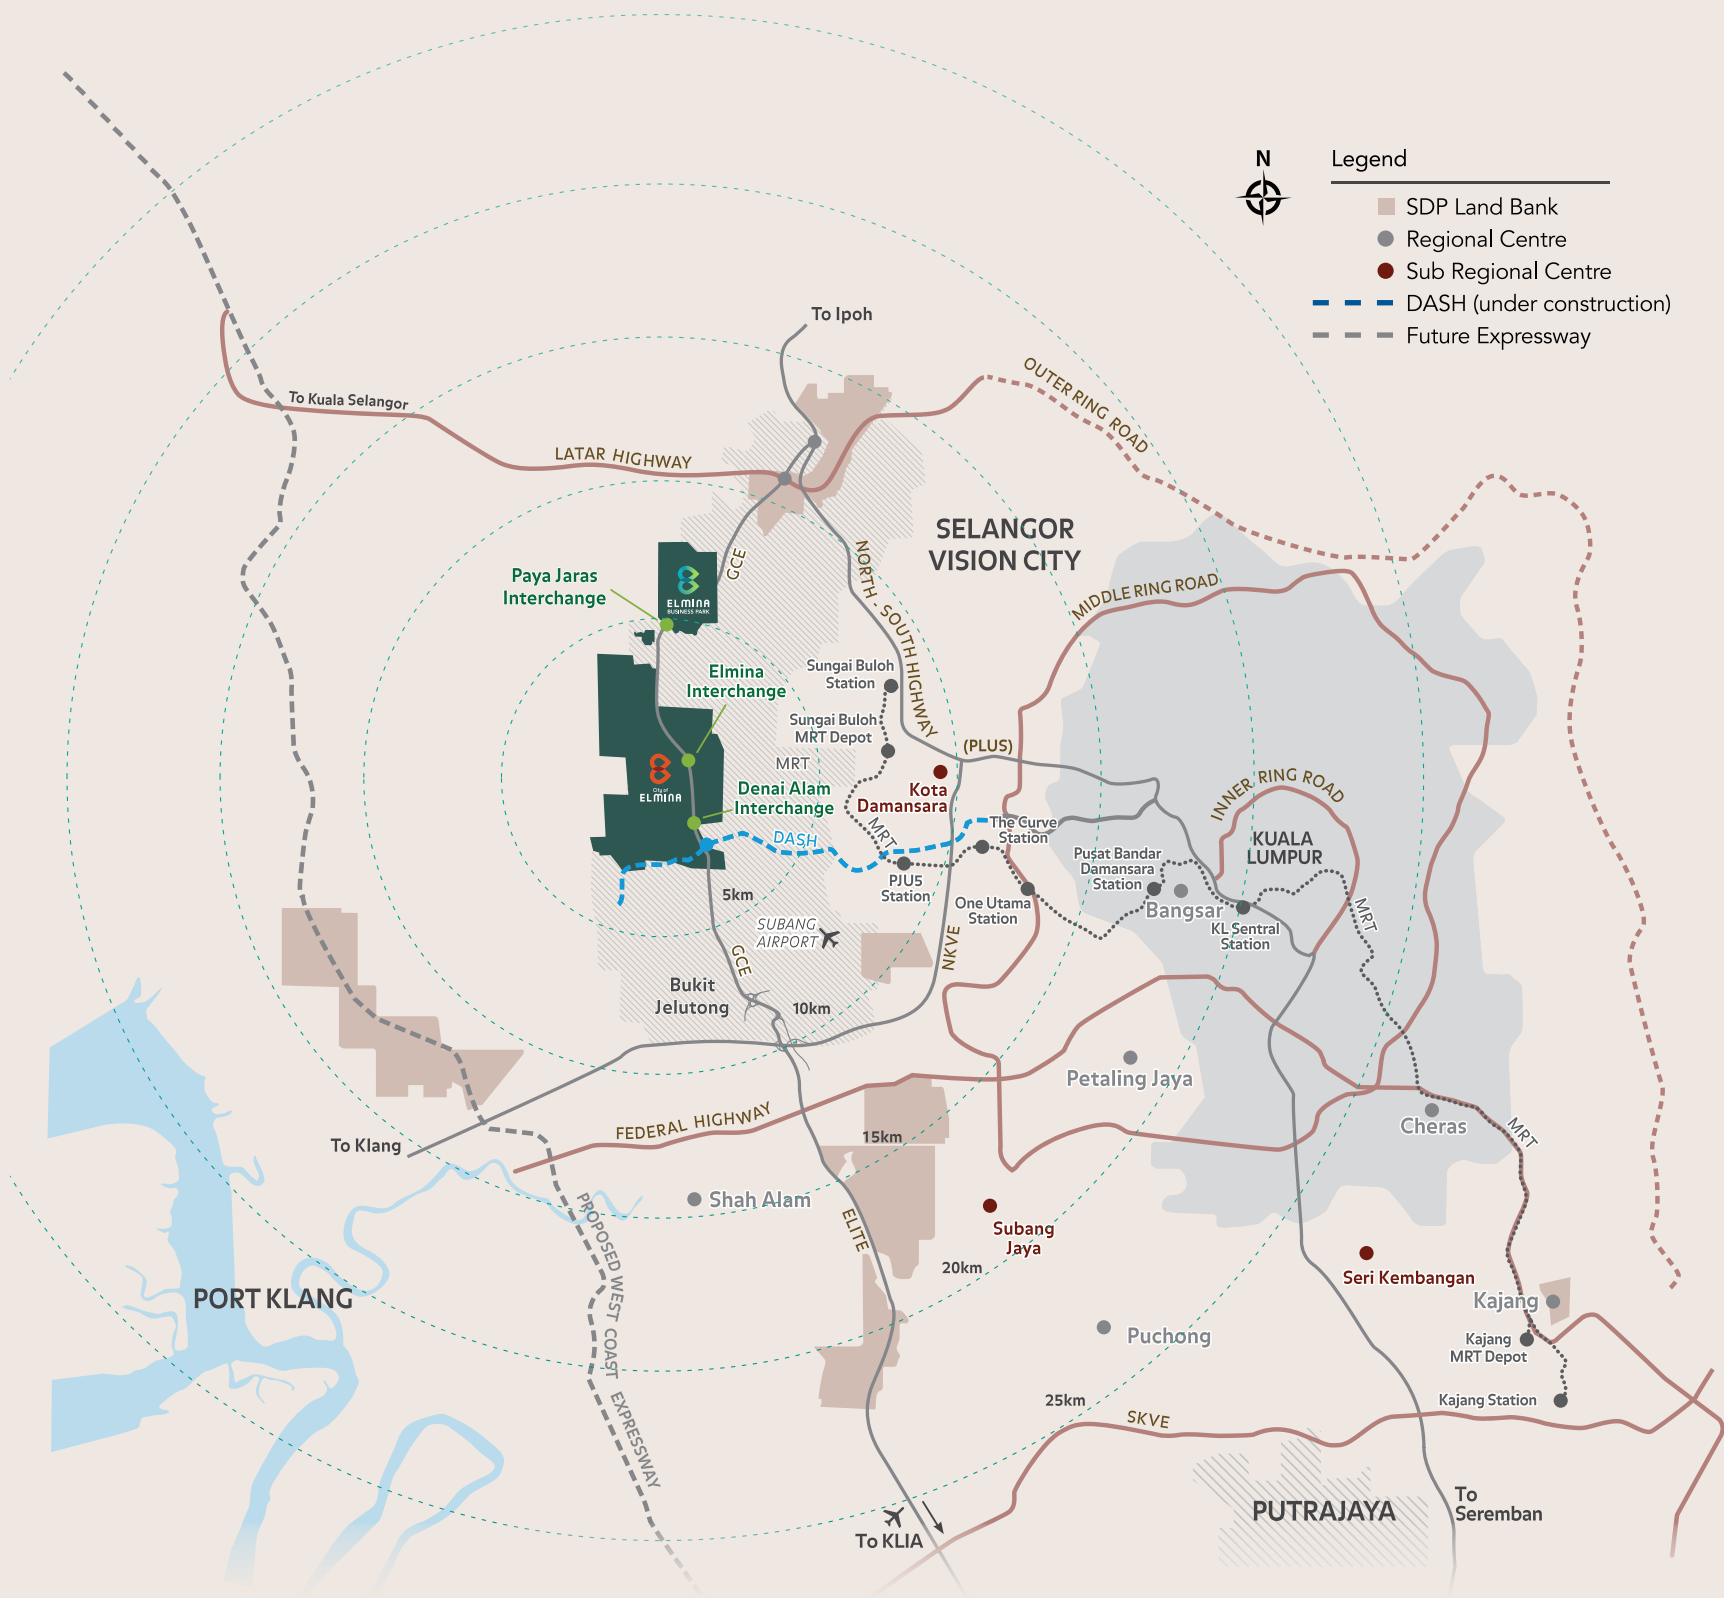 N
Legend
SDP Land Bank
Regional Centre
Sub Regional Centre
DASH (under construction)
Future Expressway
To Ipoh
OUTER RING ROAD
To Kuala Selangor
LATAR HIGHWAY
SELANGOR
VISION CITY
GCE
NORTH - SOUTH HIGHWAY
(PLUS)
MIDDLE RING ROAD
Paya Jaras
Interchange
ELMINA
BUSINESS PARK
Elmina
Interchange
Sungai Buloh
Station
Sungai Buloh
MRT Depot
MRT
City of
ELMINA
Denai Alam
Interchange
Kota
Damansara
INNER RING ROAD
DASH
MRT
The Curve
Station
KUALA
LUMPUR
Pusat Bandar
Damansara
Station
PJU5
Station
5km
One Utama
Station
Bangsar
KL Sentral
Station
MRT
SUBANG
AIRPORT
NKVE
GCE
Bukit
Jelutong
10km
Petaling Jaya
FEDERAL HIGHWAY
15km
Cheras
MRT
To Klang
Shah Alam
PROPOSED WEST COAST EXPRESSWAY
ELITE
Subang
Jaya
20km
Seri Kembangan
PORT KLANG
Kajang
Puchong
Kajang
MRT Depot
25km
Kajang Station
SKVE
PUTRAJAYA
To
Seremban
To KLIA